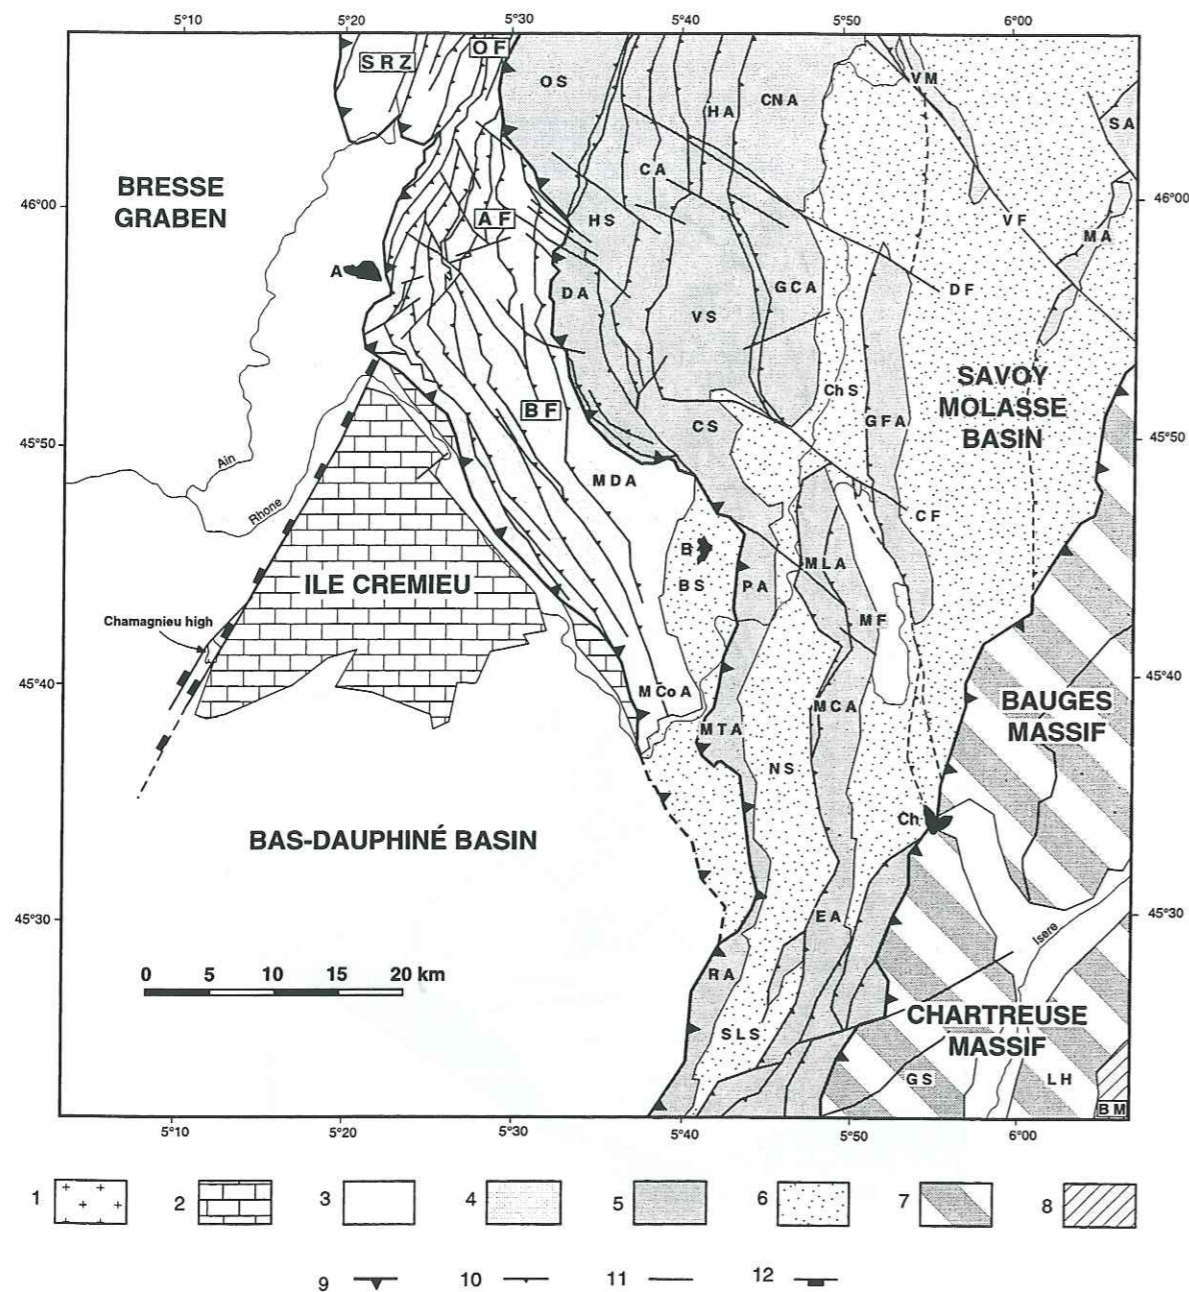 5°10 5°20 5°30 5°40 5°50 6°00
S R Z
O F
O S
H A
C N A
V M
S A
BRESSE
GRABEN
46°00
C A
46°00
A F
H S
V F
M A
A
D A
G C A
D F
V S
SAVOY
MOLASSE
BASIN
Ch S
B F
G F A
C S
45°50
45°50
Ain
M D A
Rhone
C F
B
M L A
ILE CREMIEU
B S
P A
Chamagnieu high
M F
45°40
45°40
M Co A
M C A
BAUGES
MASSIF
M T A
N S
Ch
BAS-DAUPHINÉ BASIN
45°30
45°30
E A
Isere
0 5 10 15 20 km
R A
CHARTREUSE
MASSIF
S L S
G S
L H
B M
5°10 5°20 5°30 5°40 5°50 6°00
1 2 3 4 5 6 7 8
9 10 11 12